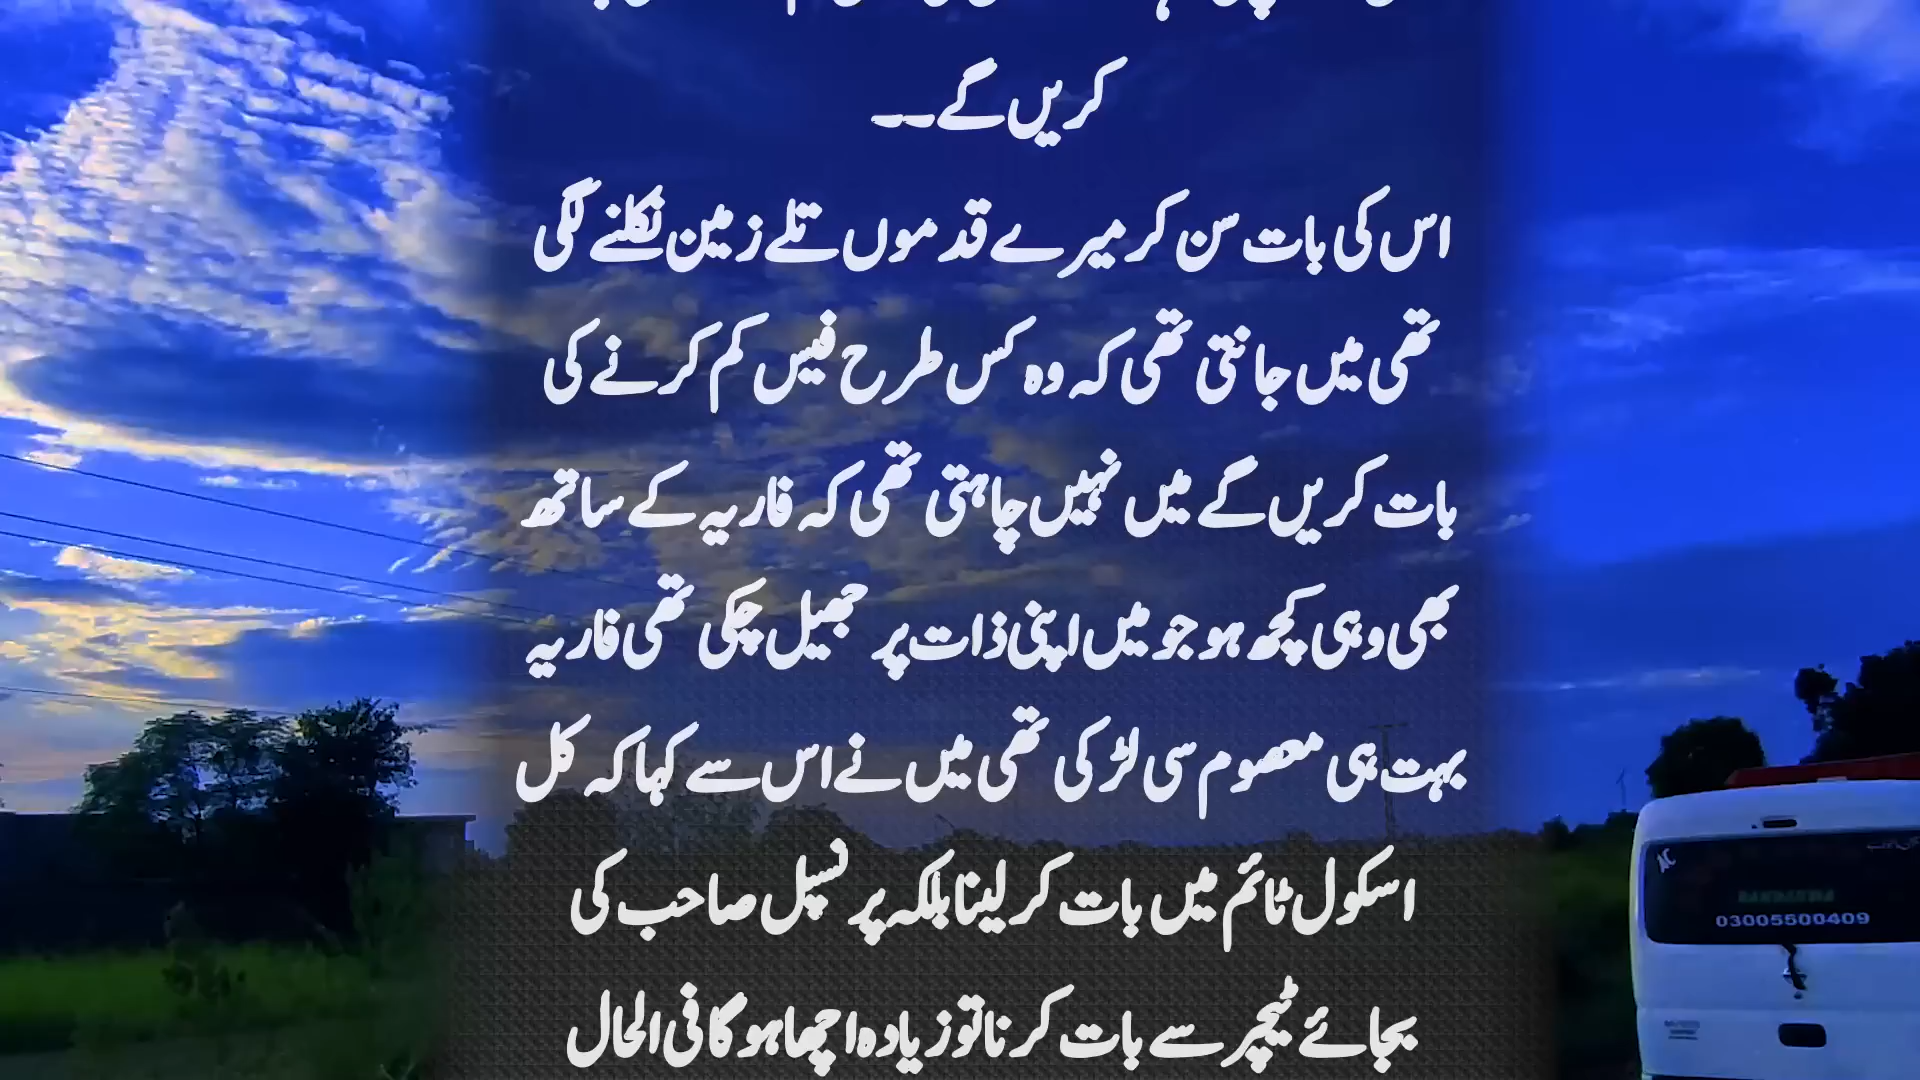 کریں گے۔۔
اس کی بات سن کر میرے قدموں تلے زمین نکلنے لگی
تھی میں جانتی تھی کہ وہ کس طرح فیس کم کرنے کی
بات کریں گے میں نہیں چاہتی تھی کہ فاریہ کے ساتھ
بھی وہی کچھ ہو جو میں اپنی ذات پر جھیل چکی تھی فاریہ
بہت ہی معصوم سی لڑکی تھی میں نے اس سے کہا کہ کل
اسکول ٹائم میں بات کر لینا بلکہ پرنسپل صاحب کی
بجائے ٹیچر سے بات کرنا تو زیادہ اچھا ہو گا فی الحال
AC
03005500409